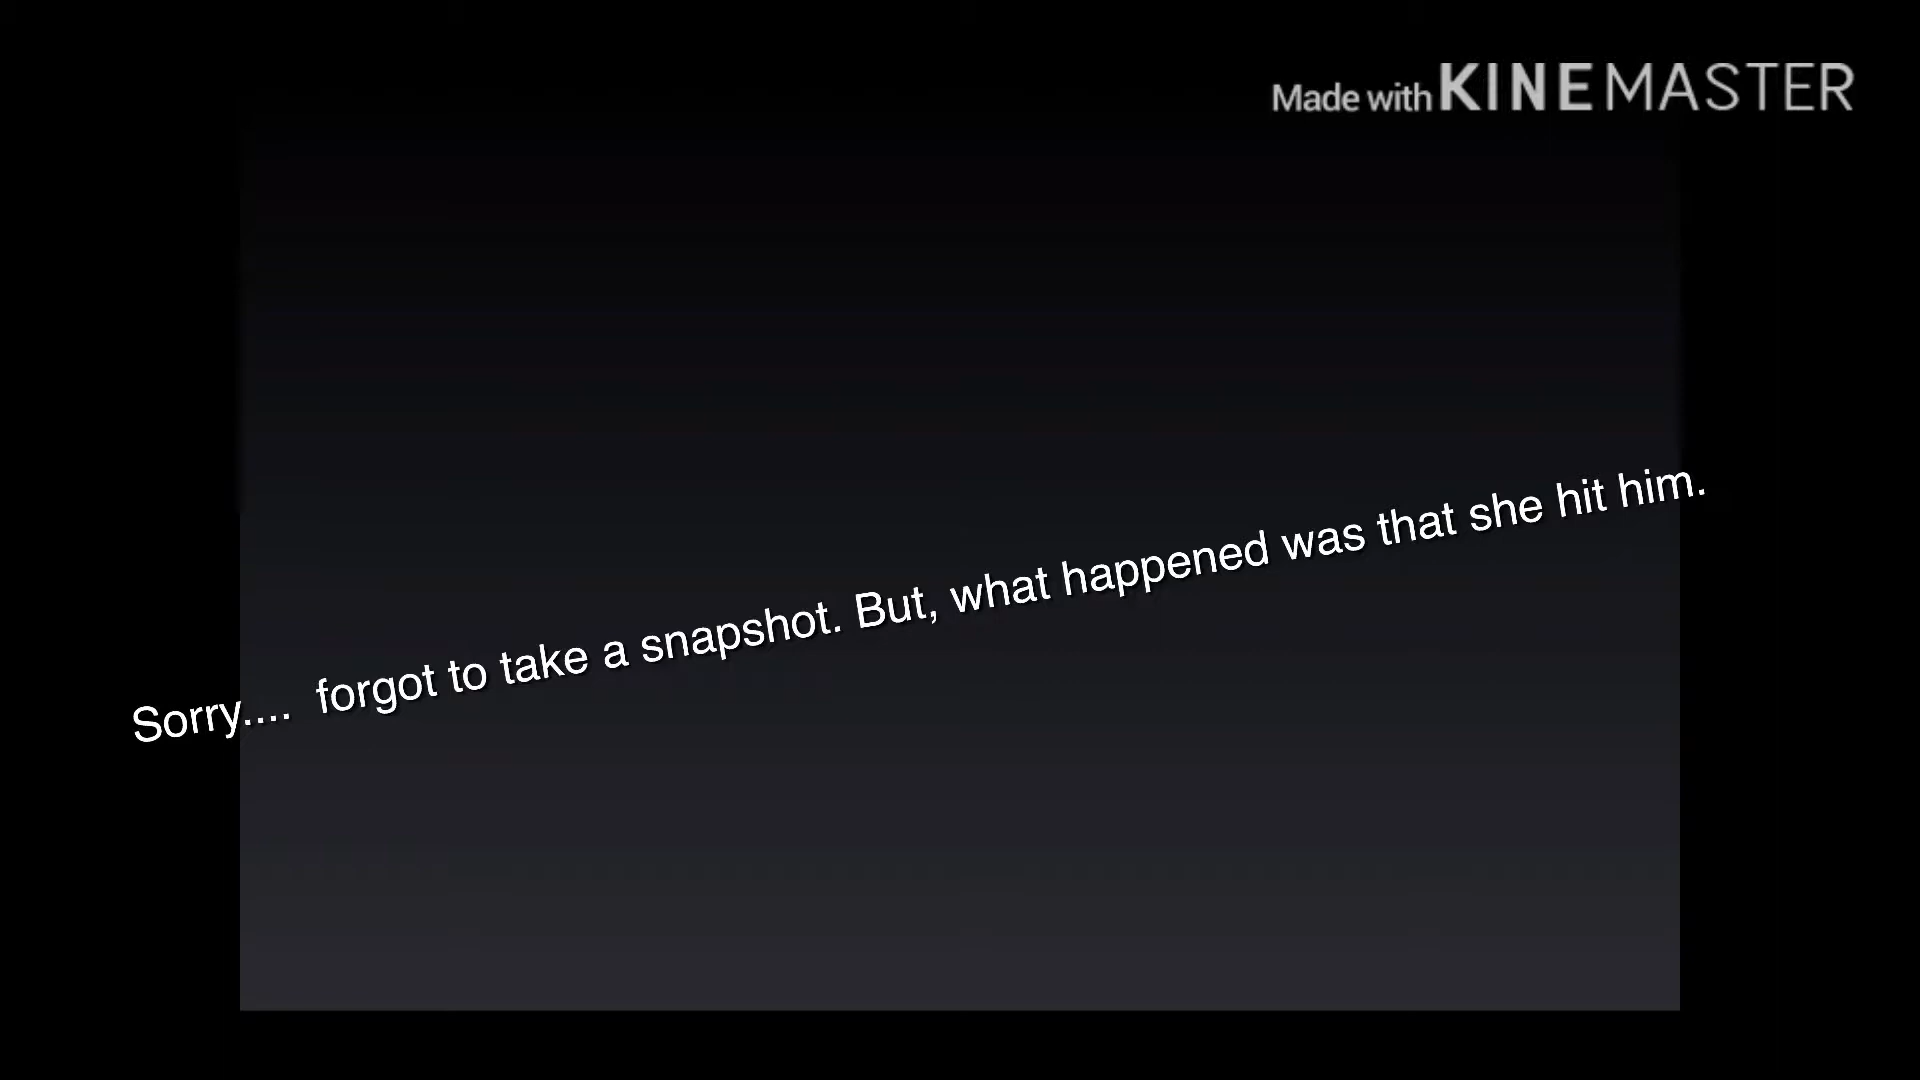 Made with KINEMASTER
Sorry....  forgot to take a snapshot. But, what happened was that she hit him.